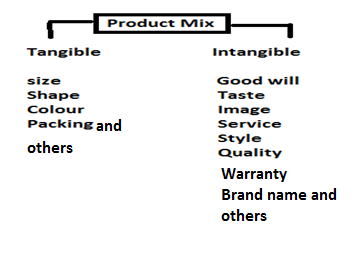 Product Mix
Tangible
size
Shape
Colour
Packing and
others
Intangible
Good will
Taste
Image
Service
Style
Quality
Warranty
Brand name and
others